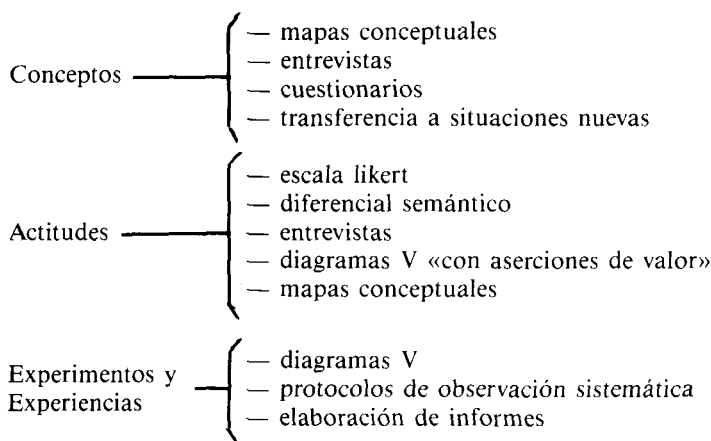 Conceptos
— mapas conceptuales
— entrevistas
— cuestionarios
— transferencia a situaciones nuevas
Actitudes
— escala likert
— diferencial semántico
— entrevistas
— diagramas V «con aserciones de valor»
— mapas conceptuales
Experimentos y
Experiencias
— diagramas V
— protocolos de observación sistemática
— elaboración de informes